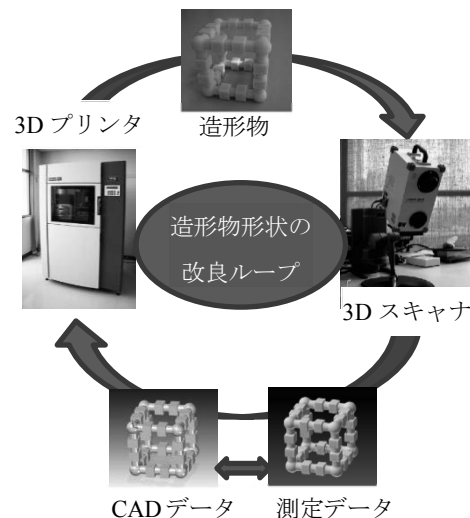 3D プリンタ
造形物
造形物形状の
改良ループ
3D スキャナ
CAD データ
測定データ